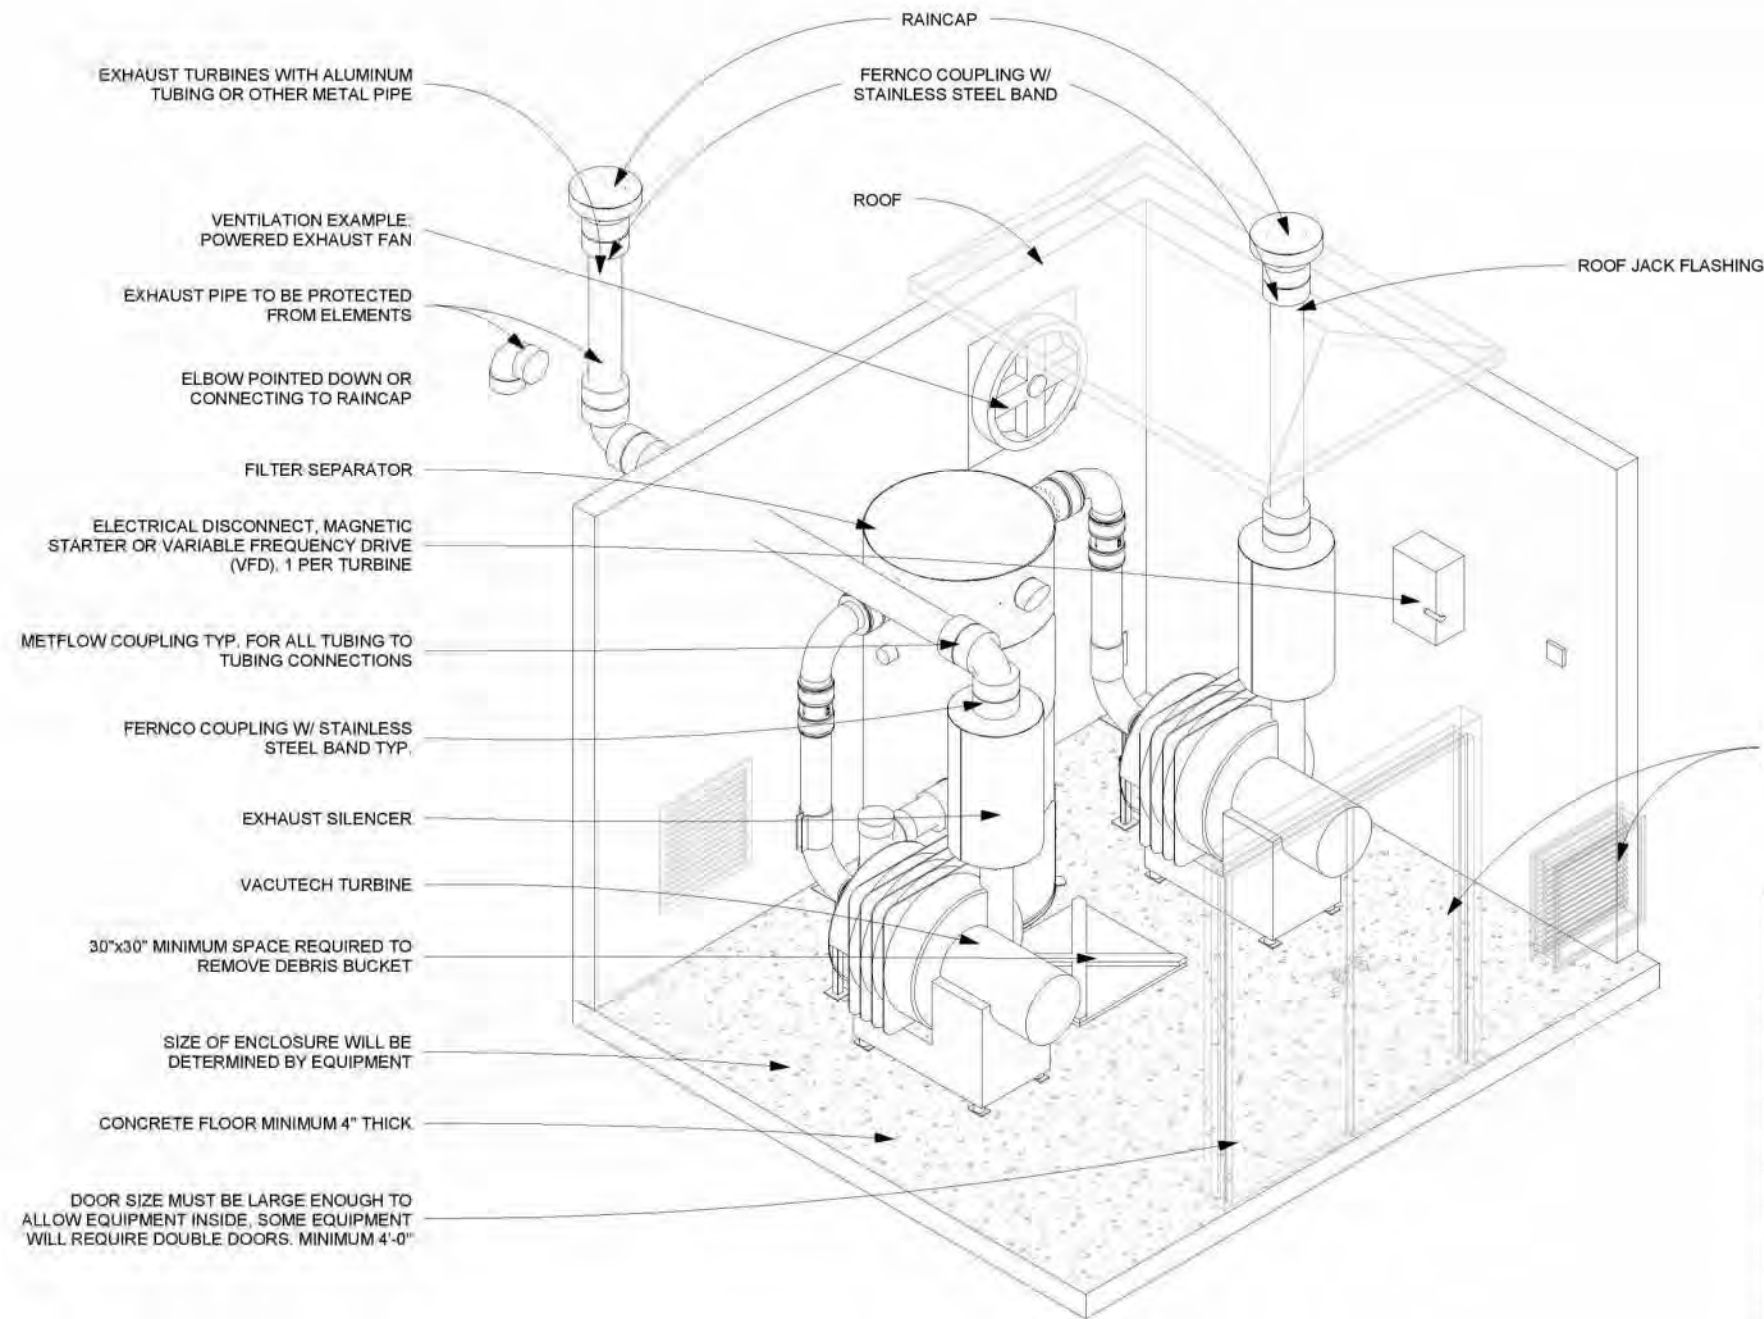 RAINCAP
EXHAUST TURBINES WITH ALUMINUM
TUBING OR OTHER METAL PIPE
FERNCO COUPLING W/
STAINLESS STEEL BAND
VENTILATION EXAMPLE.
POWERED EXHAUST FAN
ROOF
ROOF JACK FLASHING
EXHAUST PIPE TO BE PROTECTED
FROM ELEMENTS
ELBOW POINTED DOWN OR
CONNECTING TO RAINCAP
FILTER SEPARATOR
ELECTRICAL DISCONNECT, MAGNETIC
STARTER OR VARIABLE FREQUENCY DRIVE
(VFD). 1 PER TURBINE
METFLOW COUPLING TYP. FOR ALL TUBING TO
TUBING CONNECTIONS
FERNCO COUPLING W/ STAINLESS
STEEL BAND TYP.
EXHAUST SILENCER
VACUTECH TURBINE
30"x30" MINIMUM SPACE REQUIRED TO
REMOVE DEBRIS BUCKET
SIZE OF ENCLOSURE WILL BE
DETERMINED BY EQUIPMENT
CONCRETE FLOOR MINIMUM 4" THICK
DOOR SIZE MUST BE LARGE ENOUGH TO
ALLOW EQUIPMENT INSIDE, SOME EQUIPMENT
WILL REQUIRE DOUBLE DOORS. MINIMUM 4'-0"